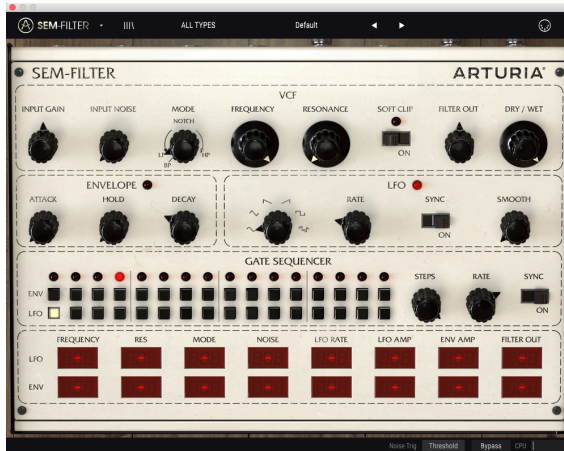 SEM-FILTER ALL TYPES Default
SEM-FILTER ARTURIA
VCF
INPUT GAIN INPUT NOISE MODE FREQUENCY RESONANCE SOFT CLIP FILTER OUT DRY / WET
NOTCH
LP HP
BP
ON
ENVELOPE LFO
ATTACK HOLD DECAY RATE SYNC SMOOTH
ON
GATE SEQUENCER
STEPS RATE SYNC
ENV
LFO
ON
FREQUENCY RES MODE NOISE LFO RATE LFO AMP ENV AMP FILTER OUT
LFO
ENV
Noise Trig Threshold Bypass CPU